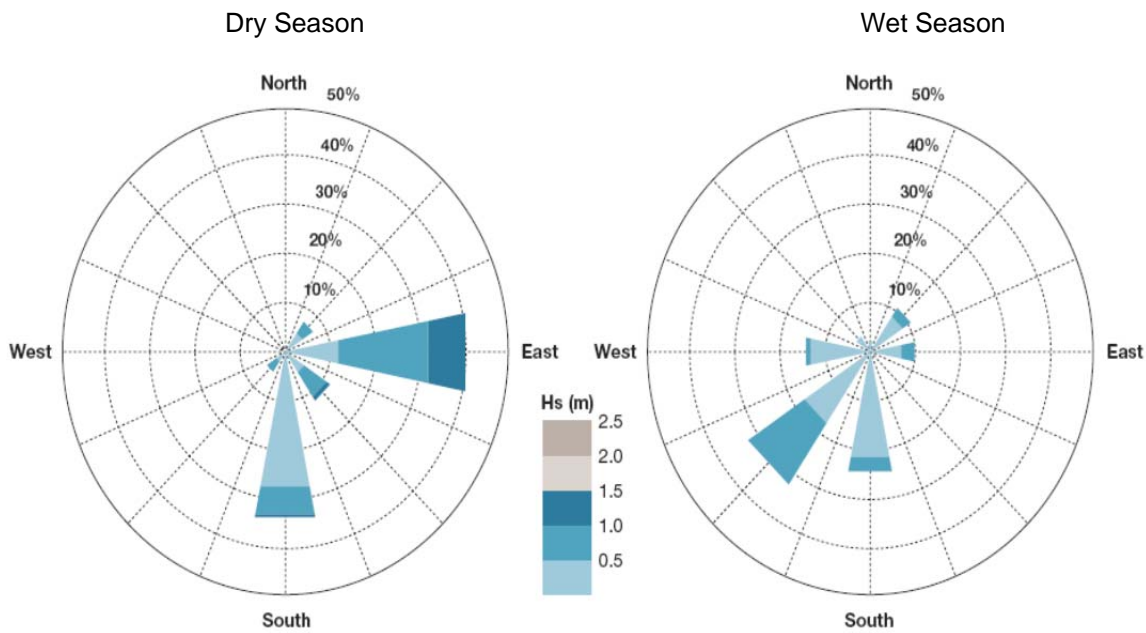 Dry Season
Wet Season
North
50%
40%
30%
20%
10%
West
East
South
Hs (m)
2.5
2.0
1.5
1.0
0.5
North
50%
40%
30%
20%
10%
West
East
South